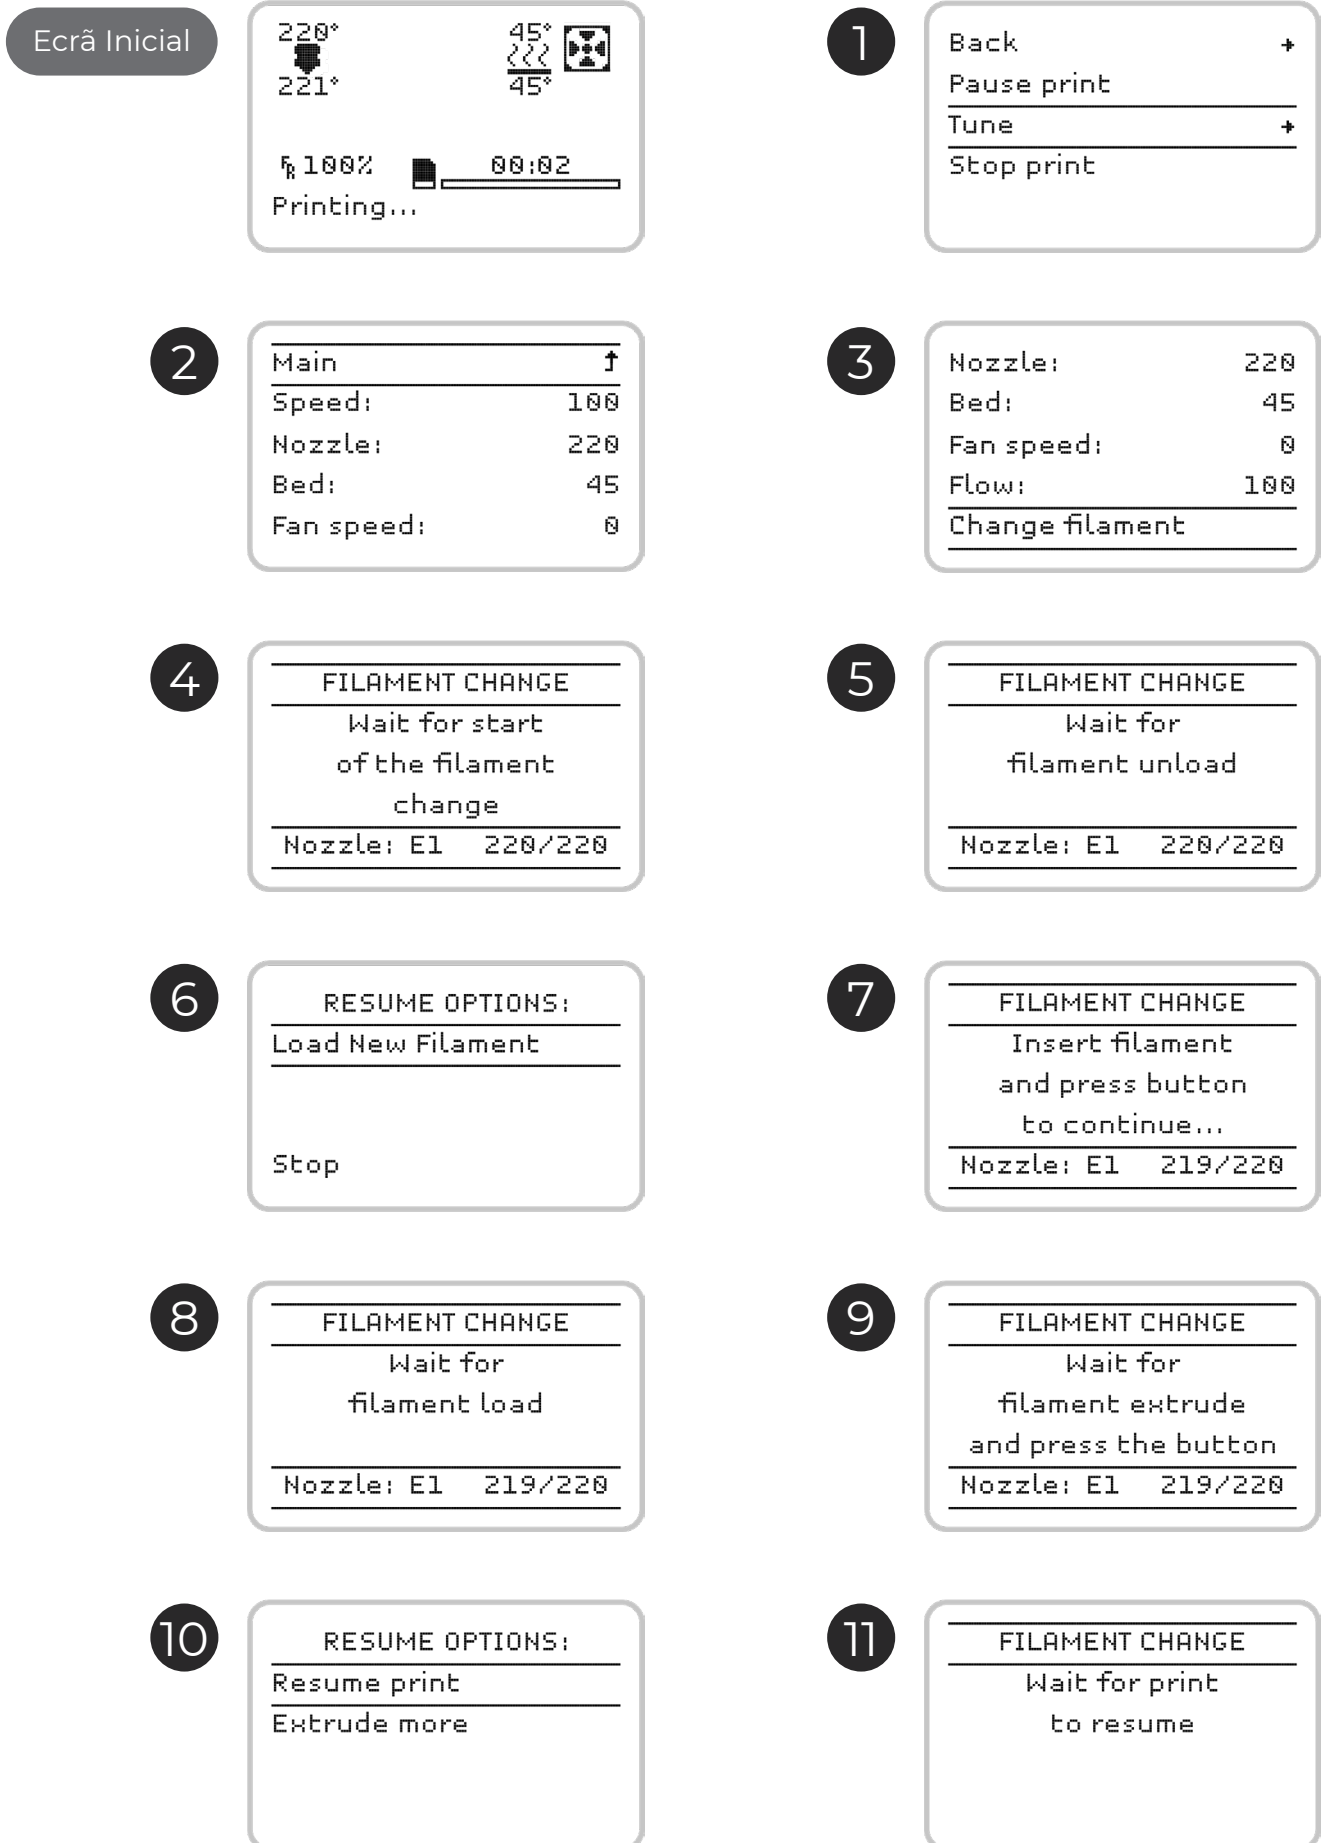 Ecrã Inicial
220° 45°
221° 45°
FR 100% 00:02
Printing...
1
Back
Pause print
Tune
Stop print
2
Main
Speed: 100
Nozzle: 220
Bed: 45
Fan speed: 0
3
Nozzle: 220
Bed: 45
Fan speed: 0
Flow: 100
Change filament
4
FILAMENT CHANGE
Wait for start
of the filament
change
Nozzle: E1 220/220
5
FILAMENT CHANGE
Wait for
filament unload
Nozzle: E1 220/220
6
RESUME OPTIONS:
Load New Filament
Stop
7
FILAMENT CHANGE
Insert filament
and press button
to continue...
Nozzle: E1 219/220
8
FILAMENT CHANGE
Wait for
filament load
Nozzle: E1 219/220
9
FILAMENT CHANGE
Wait for
filament extrude
and press the button
Nozzle: E1 219/220
10
RESUME OPTIONS:
Resume print
Extrude more
11
FILAMENT CHANGE
Wait for print
to resume